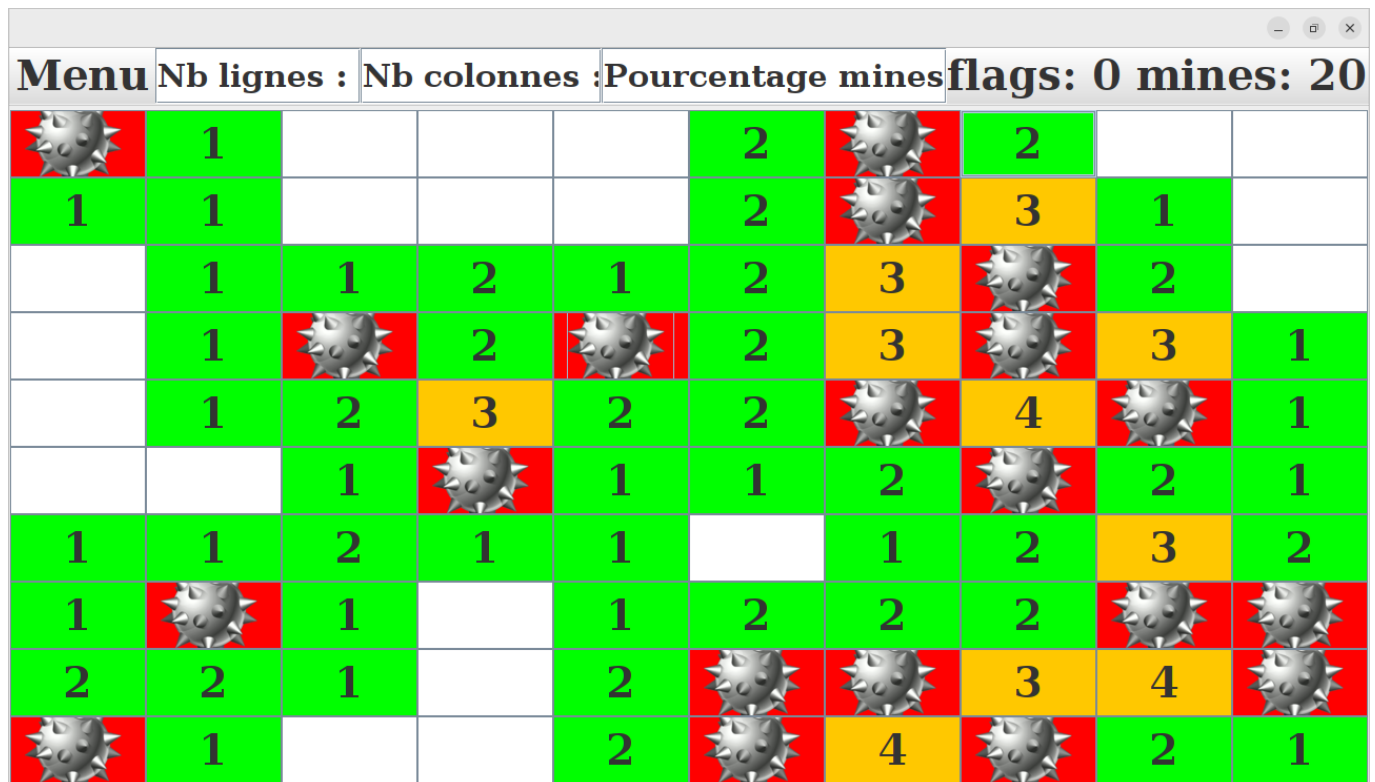 Menu Nb lignes : Nb colonnes : Pourcentage mines flags: 0 mines: 20
1 2 2
1 1 2 3 1
1 1 2 1 2 3 2
1 2 2 3 3 1
1 2 3 2 2 4 1
1 1 1 2 2 1
1 1 2 1 1 1 2 3 2
1 1 1 2 2 2
2 2 1 2 3 4
1 2 4 2 1